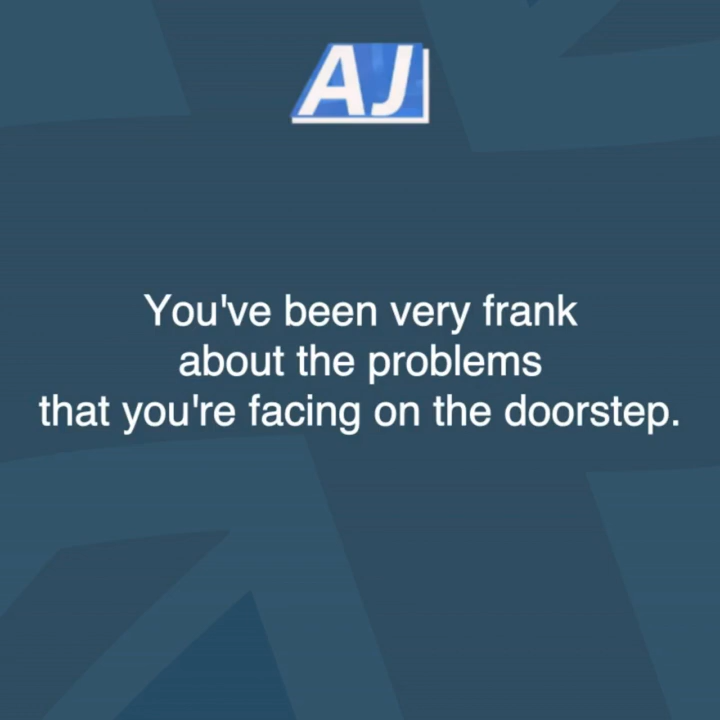 AJ
You've been very frank
about the problems
that you're facing on the doorstep.